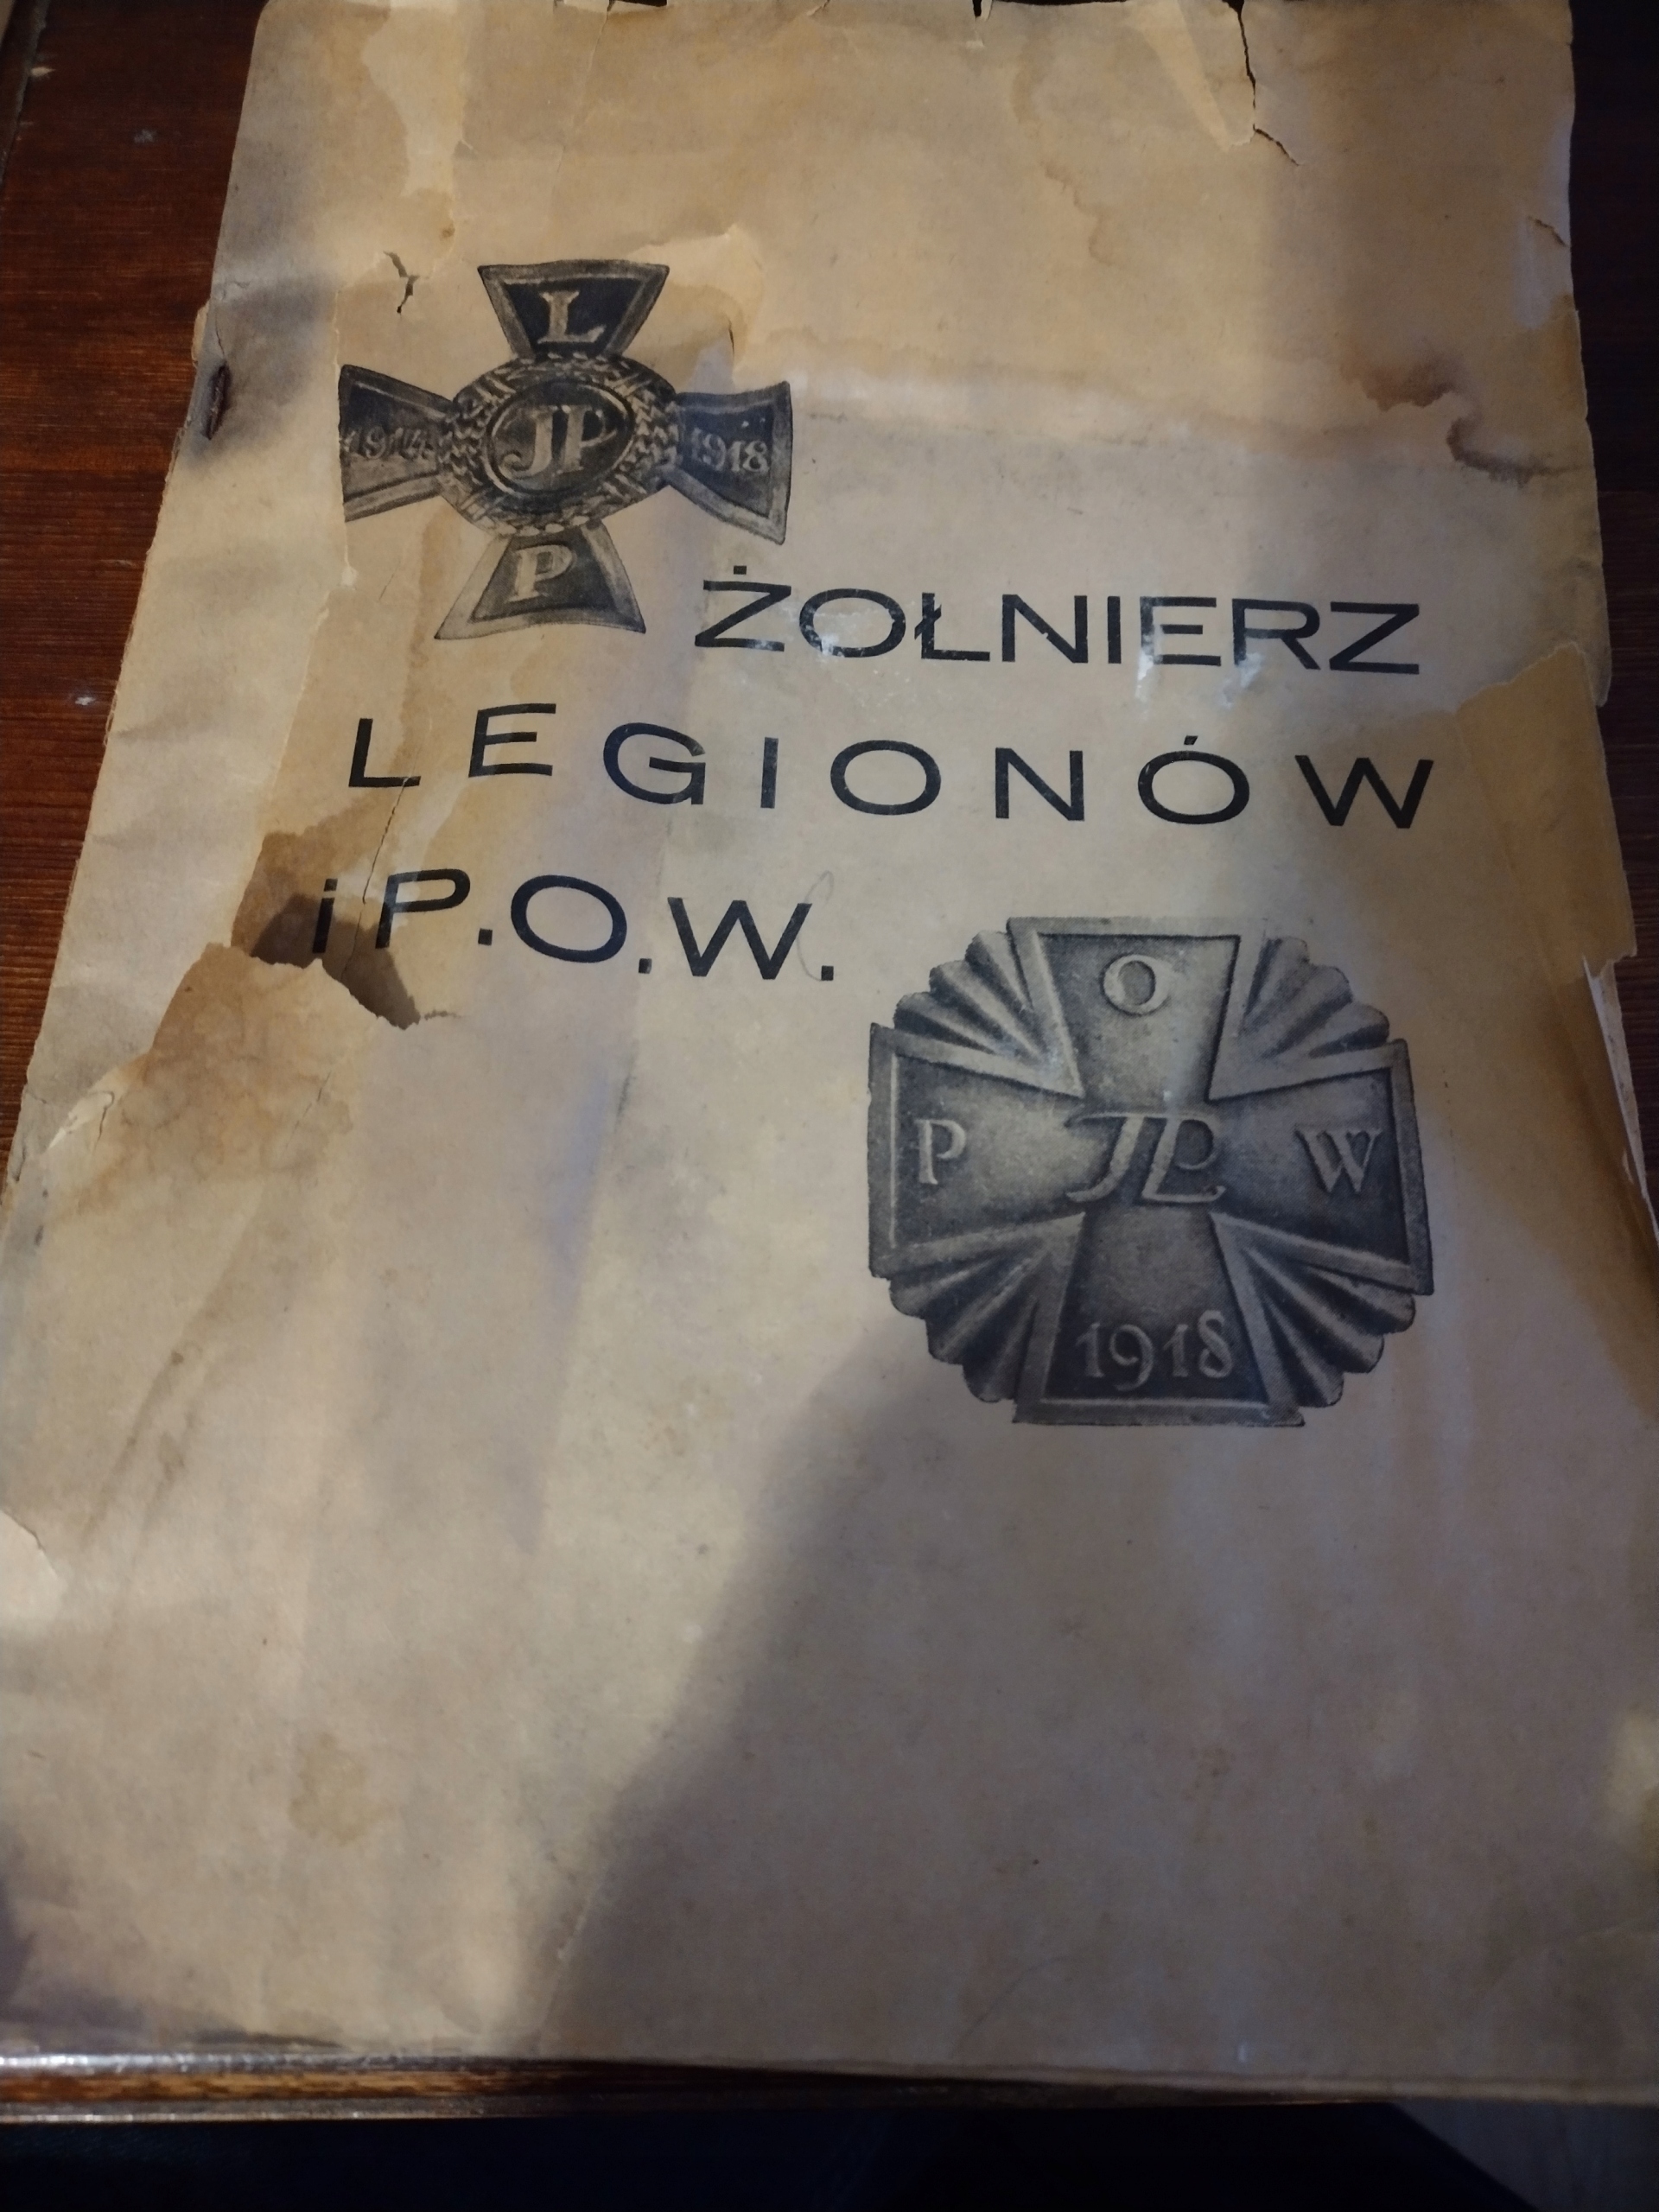 L
1914 JP 1918
P
ŻOŁNIERZ
LEGIONÓW
i P.O.W.
O
P JP W
1918